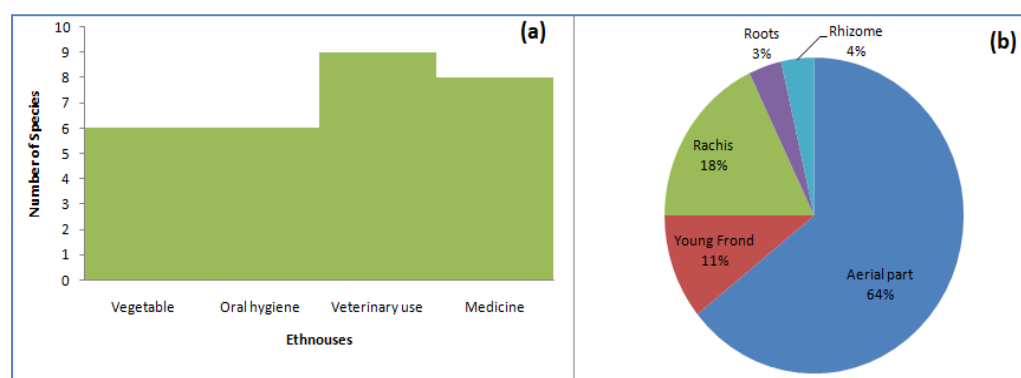 (a)
Number of Species
10
9
8
7
6
5
4
3
2
1
0
Vegetable
Oral hygiene
Veterinary use
Medicine
Ethnouses
(b)
Roots
3%
Rhizome
4%
Rachis
18%
Young Frond
11%
Aerial part
64%